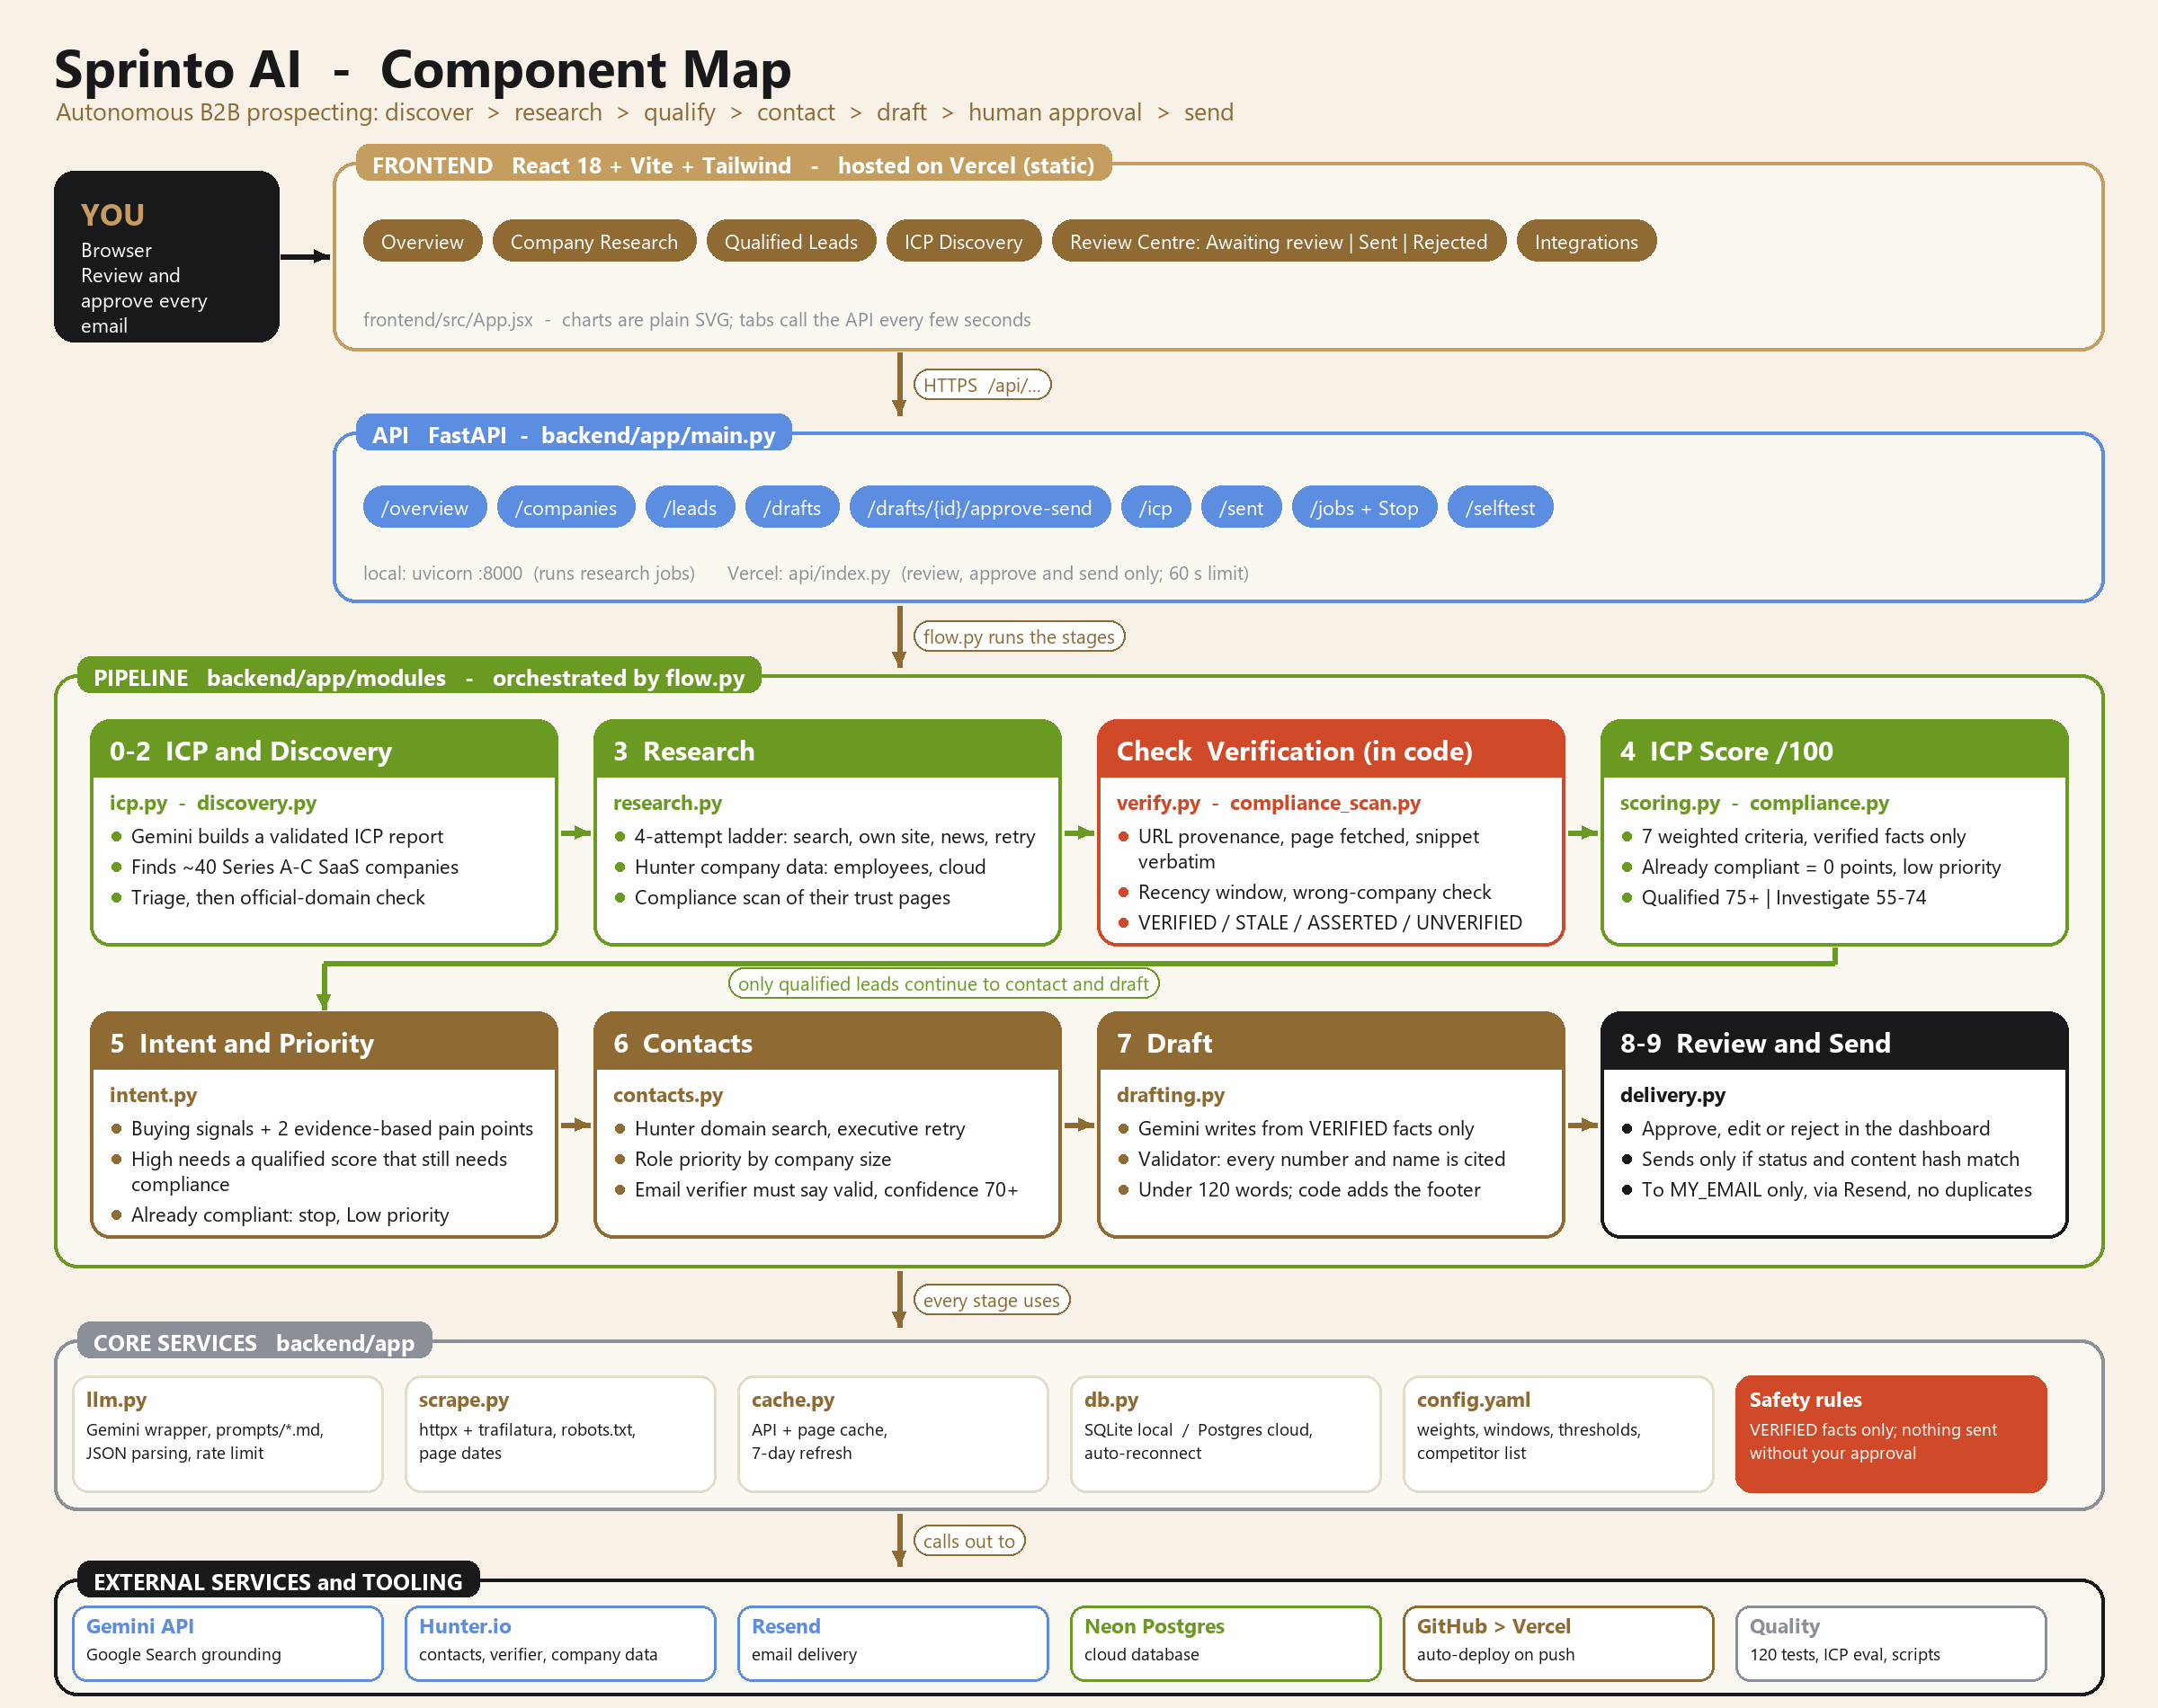 Sprinto AI - Component Map
Autonomous B2B prospecting: discover > research > qualify > contact > draft > human approval > send
YOU
Browser
Review and
approve every
email
FRONTEND React 18 + Vite + Tailwind - hosted on Vercel (static)
Overview
Company Research
Qualified Leads
ICP Discovery
Review Centre: Awaiting review | Sent | Rejected
Integrations
frontend/src/App.jsx - charts are plain SVG; tabs call the API every few seconds
HTTPS /api/...
API FastAPI - backend/app/main.py
/overview
/companies
/leads
/drafts
/drafts/{id}/approve-send
/icp
/sent
/jobs + Stop
/selftest
local: uvicorn :8000 (runs research jobs) Vercel: api/index.py (review, approve and send only; 60 s limit)
flow.py runs the stages
PIPELINE backend/app/modules - orchestrated by flow.py
0-2 ICP and Discovery
icp.py - discovery.py
Gemini builds a validated ICP report
Finds ~40 Series A-C SaaS companies
Triage, then official-domain check
3 Research
research.py
4-attempt ladder: search, own site, news, retry
Hunter company data: employees, cloud
Compliance scan of their trust pages
Check Verification (in code)
verify.py - compliance_scan.py
URL provenance, page fetched, snippet
verbatim
Recency window, wrong-company check
VERIFIED / STALE / ASSERTED / UNVERIFIED
4 ICP Score /100
scoring.py - compliance.py
7 weighted criteria, verified facts only
Already compliant = 0 points, low priority
Qualified 75+ | Investigate 55-74
only qualified leads continue to contact and draft
5 Intent and Priority
intent.py
Buying signals + 2 evidence-based pain points
High needs a qualified score that still needs
compliance
Already compliant: stop, Low priority
6 Contacts
contacts.py
Hunter domain search, executive retry
Role priority by company size
Email verifier must say valid, confidence 70+
7 Draft
drafting.py
Gemini writes from VERIFIED facts only
Validator: every number and name is cited
Under 120 words; code adds the footer
8-9 Review and Send
delivery.py
Approve, edit or reject in the dashboard
Sends only if status and content hash match
To MY_EMAIL only, via Resend, no duplicates
every stage uses
CORE SERVICES backend/app
llm.py
Gemini wrapper, prompts/*.md,
JSON parsing, rate limit
scrape.py
httpx + trafilatura, robots.txt,
page dates
cache.py
API + page cache,
7-day refresh
db.py
SQLite local / Postgres cloud,
auto-reconnect
config.yaml
weights, windows, thresholds,
competitor list
Safety rules
VERIFIED facts only; nothing sent
without your approval
calls out to
EXTERNAL SERVICES and TOOLING
Gemini API
Google Search grounding
Hunter.io
contacts, verifier, company data
Resend
email delivery
Neon Postgres
cloud database
GitHub > Vercel
auto-deploy on push
Quality
120 tests, ICP eval, scripts